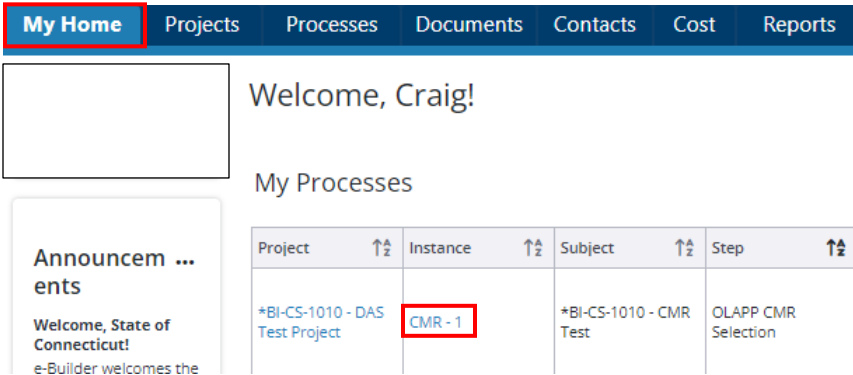 My Home Projects Processes Documents Contacts Cost Reports
Welcome, Craig!
My Processes
Announcem ...
ents
Welcome, State of
Connecticut!
e-Builder welcomes the
Project Instance Subject Step
*BI-CS-1010 - DAS
Test Project
CMR - 1
*BI-CS-1010 - CMR
Test
OLAPP CMR
Selection